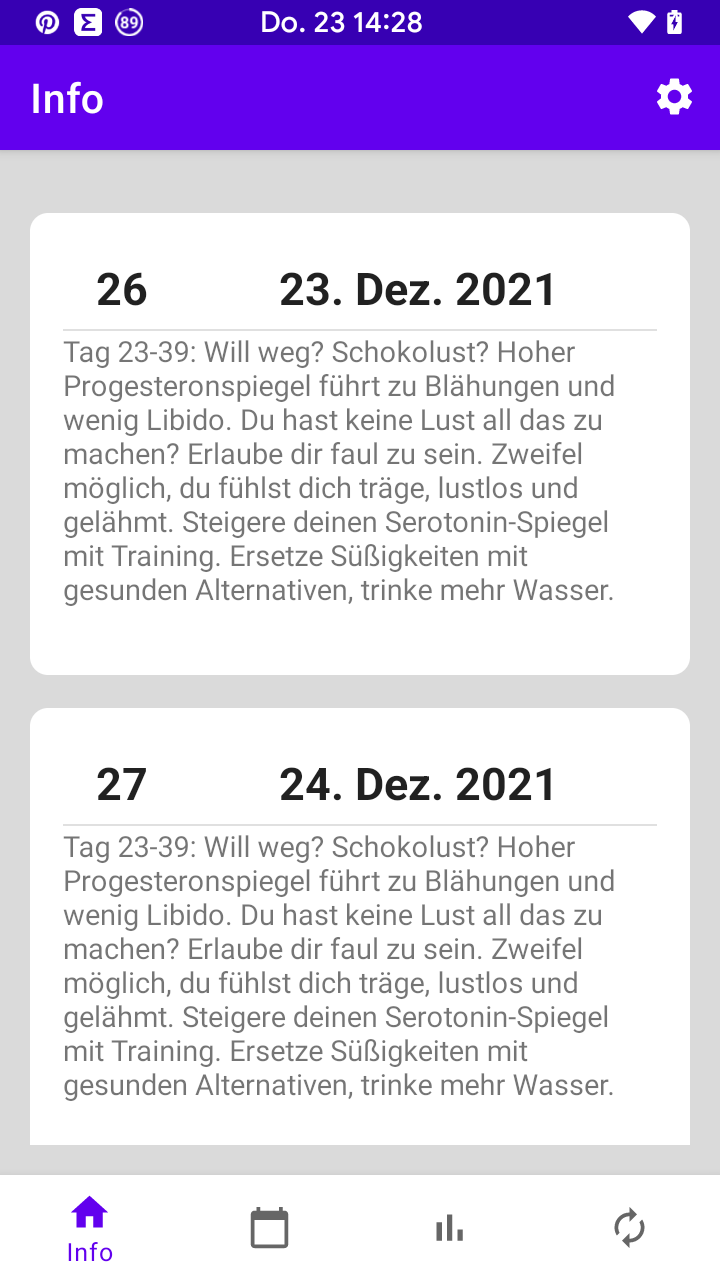 89 Do. 23 14:28
Info
26 23. Dez. 2021
Tag 23-39: Will weg? Schokolust? Hoher
Progesteronspiegel führt zu Blähungen und
wenig Libido. Du hast keine Lust all das zu
machen? Erlaube dir faul zu sein. Zweifel
möglich, du fühlst dich träge, lustlos und
gelähmt. Steigere deinen Serotonin-Spiegel
mit Training. Ersetze Süßigkeiten mit
gesunden Alternativen, trinke mehr Wasser.
27 24. Dez. 2021
Tag 23-39: Will weg? Schokolust? Hoher
Progesteronspiegel führt zu Blähungen und
wenig Libido. Du hast keine Lust all das zu
machen? Erlaube dir faul zu sein. Zweifel
möglich, du fühlst dich träge, lustlos und
gelähmt. Steigere deinen Serotonin-Spiegel
mit Training. Ersetze Süßigkeiten mit
gesunden Alternativen, trinke mehr Wasser.
Info